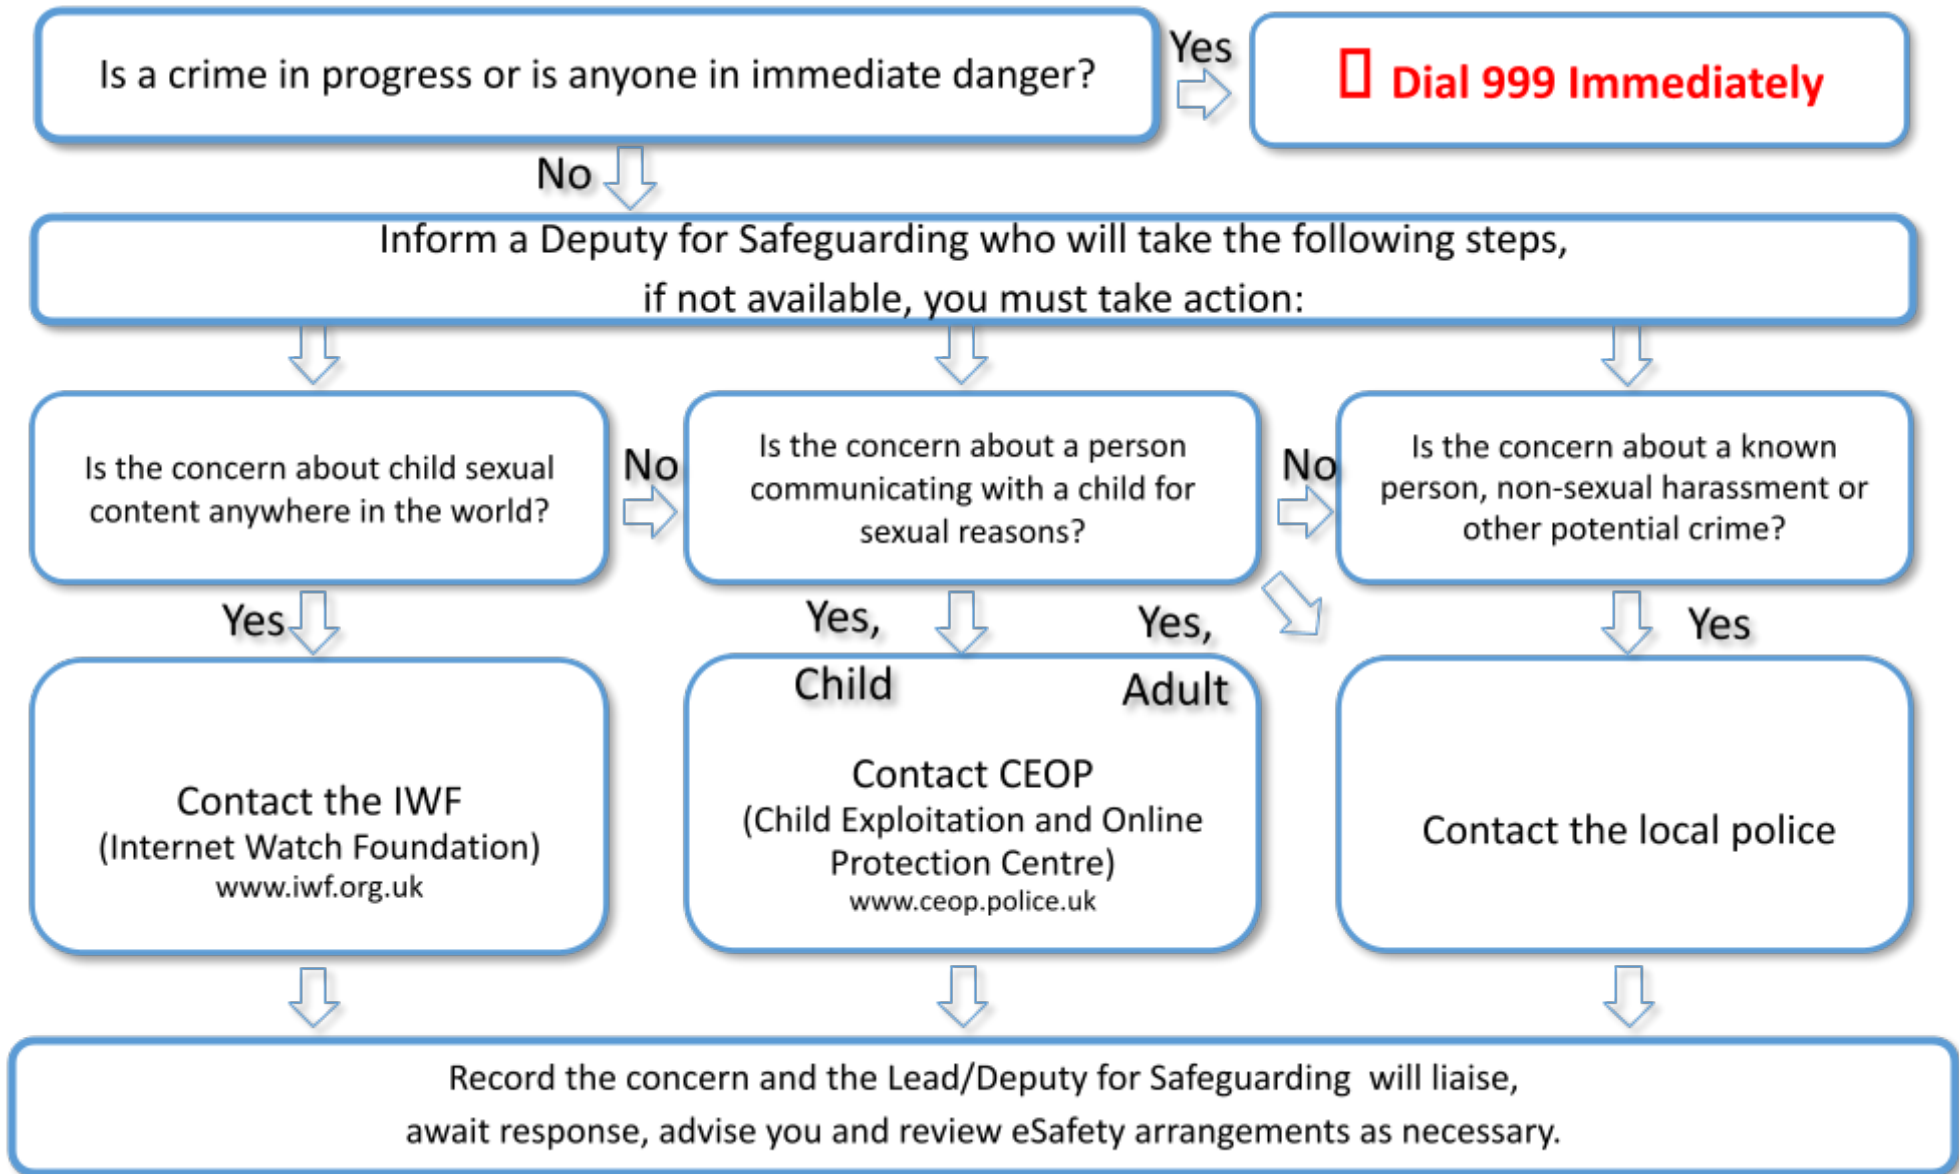 Is a crime in progress or is anyone in immediate danger?
Yes
Dial 999 Immediately
No
Inform a Deputy for Safeguarding who will take the following steps,
if not available, you must take action:
Is the concern about child sexual
content anywhere in the world?
No
Is the concern about a person
communicating with a child for
sexual reasons?
No
Is the concern about a known
person, non-sexual harassment or
other potential crime?
Yes
Yes,
Child
Yes,
Adult
Yes
Contact the IWF
(Internet Watch Foundation)
www.iwf.org.uk
Contact CEOP
(Child Exploitation and Online
Protection Centre)
www.ceop.police.uk
Contact the local police
Record the concern and the Lead/Deputy for Safeguarding will liaise,
await response, advise you and review eSafety arrangements as necessary.